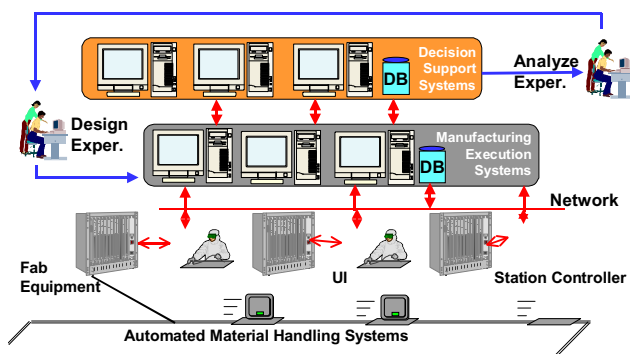 Decision
Support
Systems
DB
Analyze
Exper.
Design
Exper.
Manufacturing
Execution
Systems
DB
Network
Fab
Equipment
UI
Station Controller
Automated Material Handling Systems